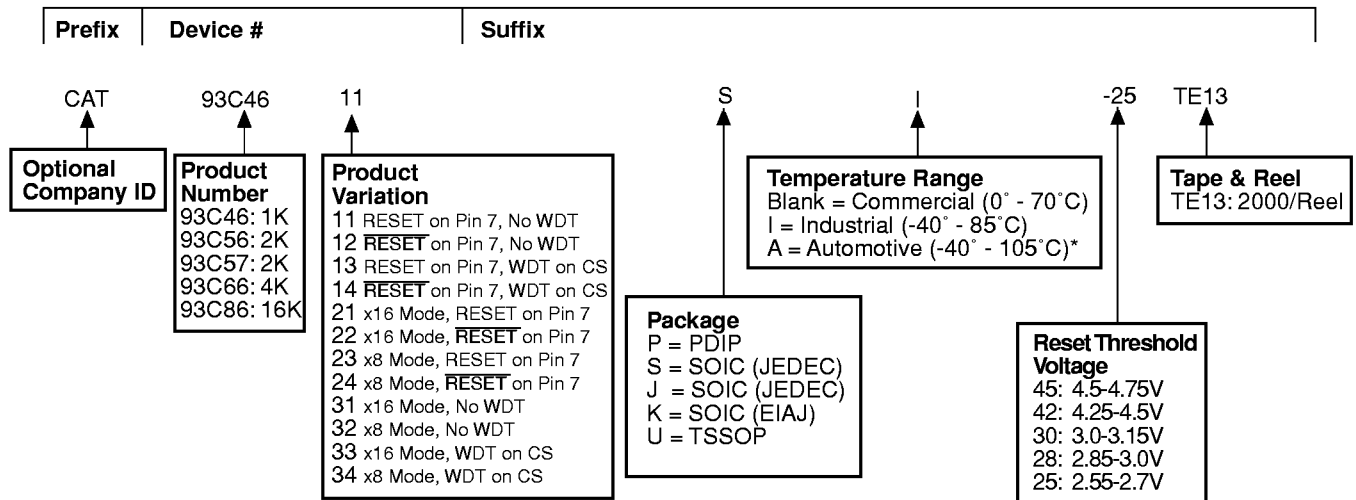 Prefix Device # Suffix
CAT 93C46 11 S I -25 TE13
Optional
Company ID
Product
Number
93C46: 1K
93C56: 2K
93C57: 2K
93C66: 4K
93C86: 16K
Product
Variation
11 RESET on Pin 7, No WDT
12 RESET on Pin 7, No WDT
13 RESET on Pin 7, WDT on CS
14 RESET on Pin 7, WDT on CS
21 x16 Mode, RESET on Pin 7
22 x16 Mode, RESET on Pin 7
23 x8 Mode, RESET on Pin 7
24 x8 Mode, RESET on Pin 7
31 x16 Mode, No WDT
32 x8 Mode, No WDT
33 x16 Mode, WDT on CS
34 x8 Mode, WDT on CS
Package
P = PDIP
S = SOIC (JEDEC)
J = SOIC (JEDEC)
K = SOIC (EIAJ)
U = TSSOP
Temperature Range
Blank = Commercial (0˚ - 70˚C)
I = Industrial (-40˚ - 85˚C)
A = Automotive (-40˚ - 105˚C)*
Reset Threshold
Voltage
45: 4.5-4.75V
42: 4.25-4.5V
30: 3.0-3.15V
28: 2.85-3.0V
25: 2.55-2.7V
Tape & Reel
TE13: 2000/Reel